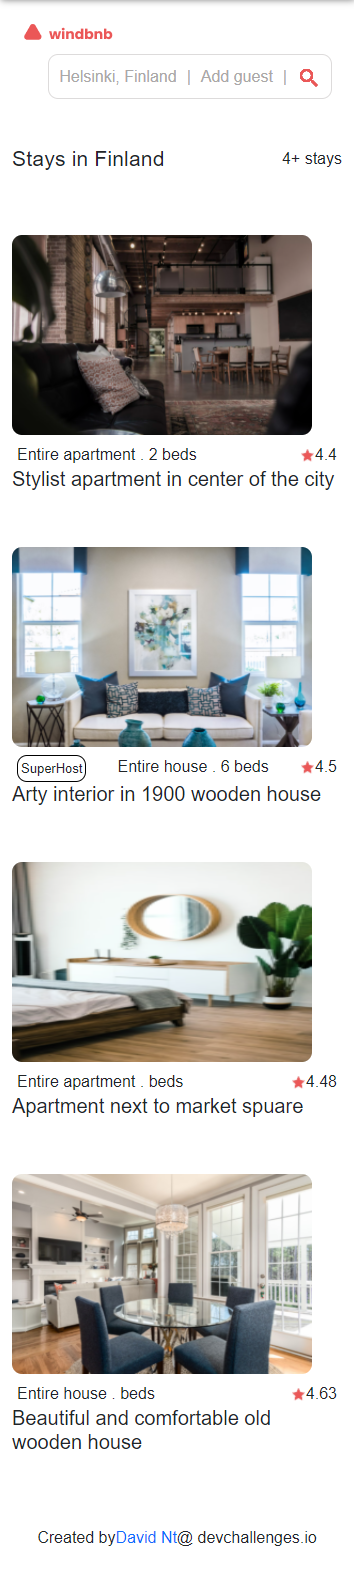 windbnb
Helsinki, Finland | Add guest |
Stays in Finland 4+ stays
Entire apartment . 2 beds 4.4
Stylist apartment in center of the city
SuperHost Entire house . 6 beds 4.5
Arty interior in 1900 wooden house
Entire apartment . beds 4.48
Apartment next to market spuare
Entire house . beds 4.63
Beautiful and comfortable old
wooden house
Created byDavid Nt@ devchallenges.io